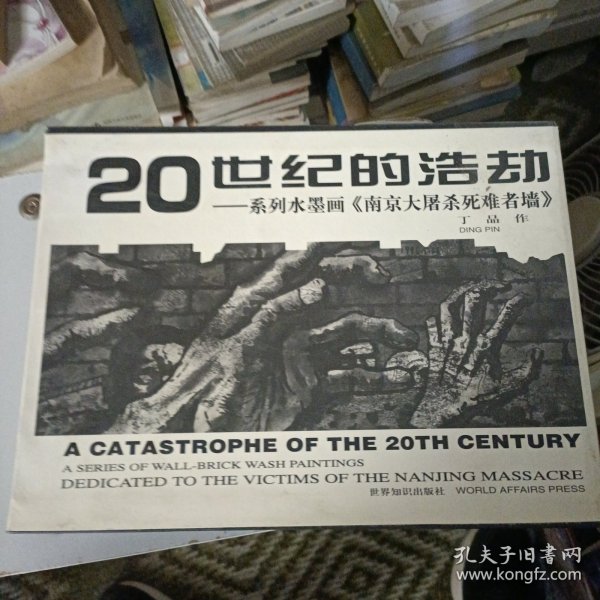 20世纪的浩劫
——系列水墨画《南京大屠杀死难者墙》
丁品 作
DING PIN
A CATASTROPHE OF THE 20TH CENTURY
A SERIES OF WALL-BRICK WASH PAINTINGS
DEDICATED TO THE VICTIMS OF THE NANJING MASSACRE
世界知识出版社 WORLD AFFAIRS PRESS
孔夫子旧书网
www.kongfz.com